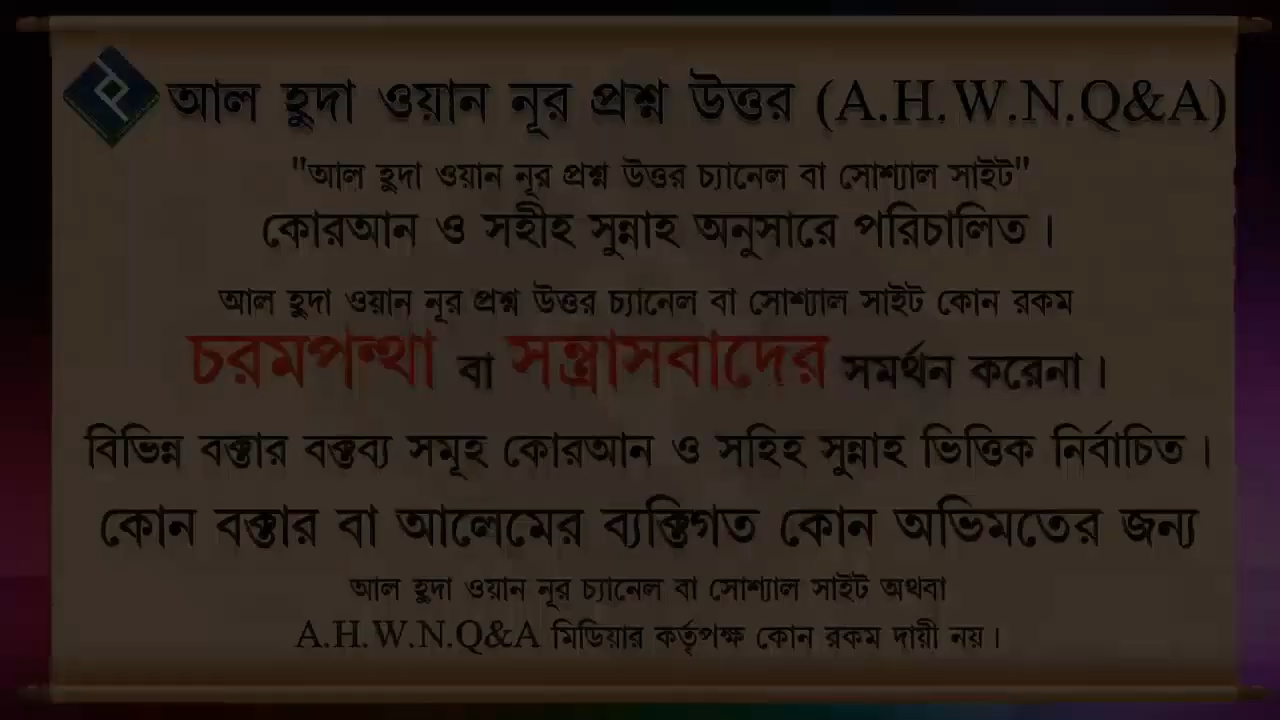 আল হুদা ওয়ান নূর প্রশ্ন উত্তর (A.H.W.N.Q&A)
"আল হুদা ওয়ান নূর প্রশ্ন উত্তর চ্যানেল বা সোশ্যাল সাইট"
কোরআন ও সহীহ সুন্নাহ অনুসারে পরিচালিত।
আল হুদা ওয়ান নূর প্রশ্ন উত্তর চ্যানেল বা সোশ্যাল সাইট কোন রকম
চরমপন্থা বা সন্ত্রাসবাদের সমর্থন করেনা।
বিভিন্ন বক্তার বক্তব্য সমূহ কোরআন ও সহিহ সুন্নাহ ভিত্তিক নির্বাচিত।
কোন বক্তার বা আলেমের ব্যক্তিগত কোন অভিমতের জন্য
আল হুদা ওয়ান নূর চ্যানেল বা সোশ্যাল সাইট অথবা
A.H.W.N.Q&A মিডিয়ার কর্তৃপক্ষ কোন রকম দায়ী নয়।